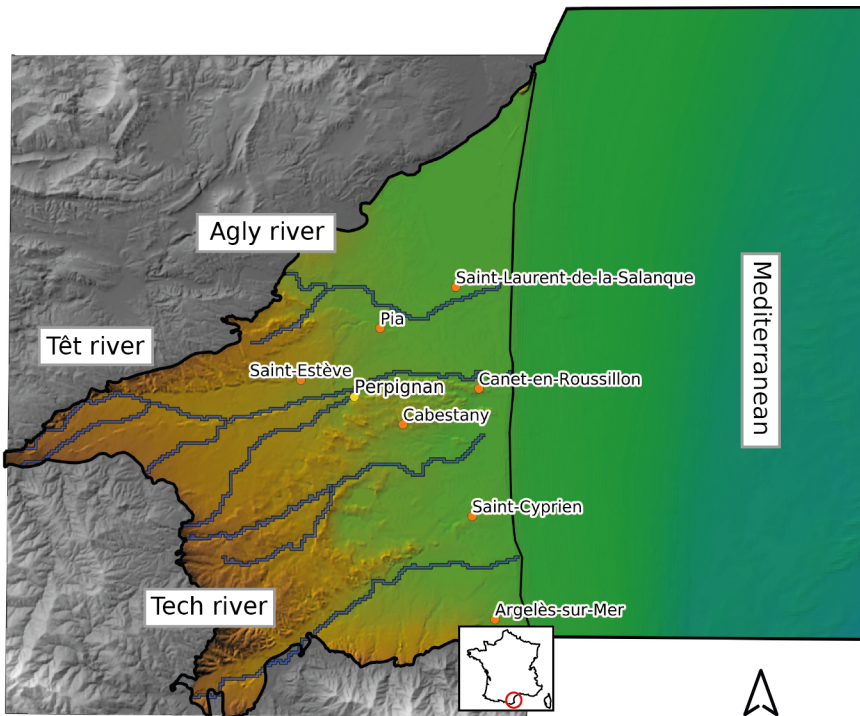 Agly river
Saint-Laurent-de-la-Salanque
Pia
Têt river
Saint-Estève
Perpignan
Canet-en-Roussillon
Cabestany
Mediterranean
Saint-Cyprien
Tech river
Argelès-sur-Mer